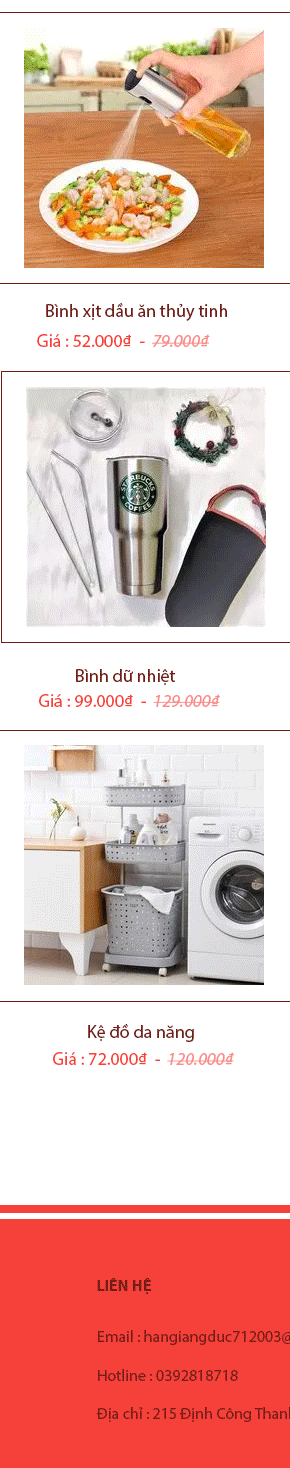 Bình xịt dầu ăn thủy tinh
Giá : 52.000₫ - 79.000₫
STARBUCKS
COFFEE
Bình dữ nhiệt
Giá : 99.000₫ - 129.000₫
Kệ đồ da năng
Giá : 72.000₫ - 120.000₫
LIÊN HỆ
Email : hangiangduc712003@
Hotline : 0392818718
Địa chỉ : 215 Định Công Thanh